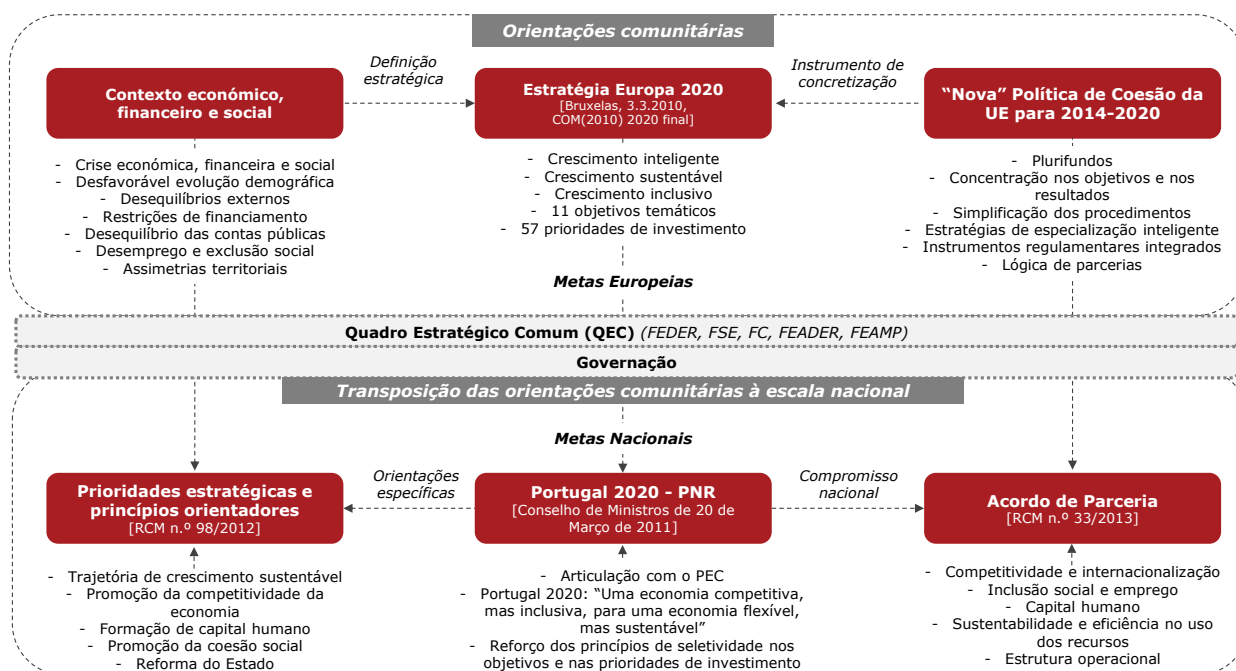 Orientações comunitárias
Contexto económico,
financeiro e social
Definição
estratégica
Estratégia Europa 2020
[Bruxelas, 3.3.2010,
COM(2010) 2020 final]
Instrumento de
concretização
“Nova” Política de Coesão da
UE para 2014-2020
- Crise económica, financeira e social
- Desfavorável evolução demográfica
- Desequilíbrios externos
- Restrições de financiamento
- Desequilíbrio das contas públicas
- Desemprego e exclusão social
- Assimetrias territoriais
- Crescimento inteligente
- Crescimento sustentável
- Crescimento inclusivo
- 11 objetivos temáticos
- 57 prioridades de investimento
- Plurifundos
- Concentração nos objetivos e nos
resultados
- Simplificação dos procedimentos
- Estratégias de especialização inteligente
- Instrumentos regulamentares integrados
- Lógica de parcerias
Metas Europeias
Quadro Estratégico Comum (QEC) (FEDER, FSE, FC, FEADER, FEAMP)
Governação
Transposição das orientações comunitárias à escala nacional
Metas Nacionais
Prioridades estratégicas e
princípios orientadores
[RCM n.º 98/2012]
Orientações
específicas
Portugal 2020 - PNR
[Conselho de Ministros de 20 de
Março de 2011]
Compromisso
nacional
Acordo de Parceria
[RCM n.º 33/2013]
- Trajetória de crescimento sustentável
- Promoção da competitividade da
economia
- Formação de capital humano
- Promoção da coesão social
- Reforma do Estado
- Articulação com o PEC
- Portugal 2020: “Uma economia competitiva,
mas inclusiva, para uma economia flexível,
mas sustentável”
- Reforço dos princípios de seletividade nos
objetivos e nas prioridades de investimento
- Competitividade e internacionalização
- Inclusão social e emprego
- Capital humano
- Sustentabilidade e eficiência no uso
dos recursos
- Estrutura operacional